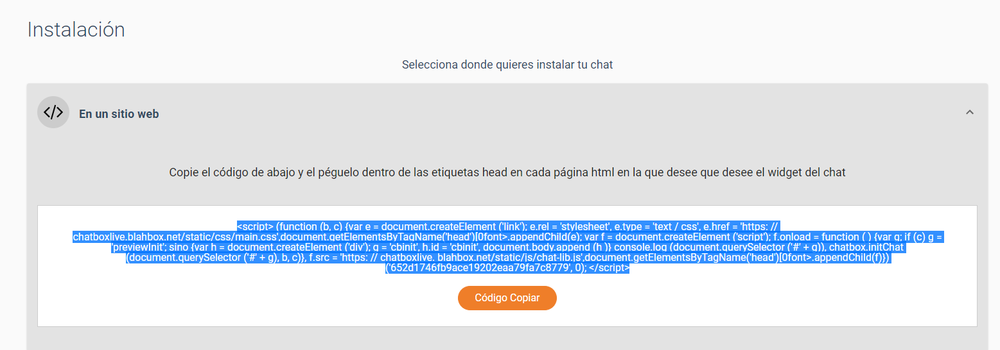 Instalación
Selecciona donde quieres instalar tu chat
</> En un sitio web
Copie el código de abajo y el péguelo dentro de las etiquetas head en cada página html en la que desee que desee el widget del chat
<script> (function (b, c) {var e = document.createElement ('link'); e.rel = 'stylesheet', e.type = 'text / css', e.href = 'https: //
chatboxlive.blahbox.net/static/css/main.css',document.getElementsByTagName('head')[0font>.appendChild(e); var f = document.createElement ('script'); f.onload = function ( ) {var g; if (c) g =
'previewInit'; sino {var h = document.createElement ('div'); g = 'cbinit', h.id = 'cbinit', document.body.append (h )} console.log (document.querySelector ('#' + g)), chatbox.initChat
(document.querySelector ('#' + g), b, c)}, f.src = 'https: // chatboxlive. blahbox.net/static/js/chat-lib.js',document.getElementsByTagName('head')[0font>.appendChild(f)})
('652d1746fb9ace19202eaa79fa7c8779', 0); </script>
Código Copiar